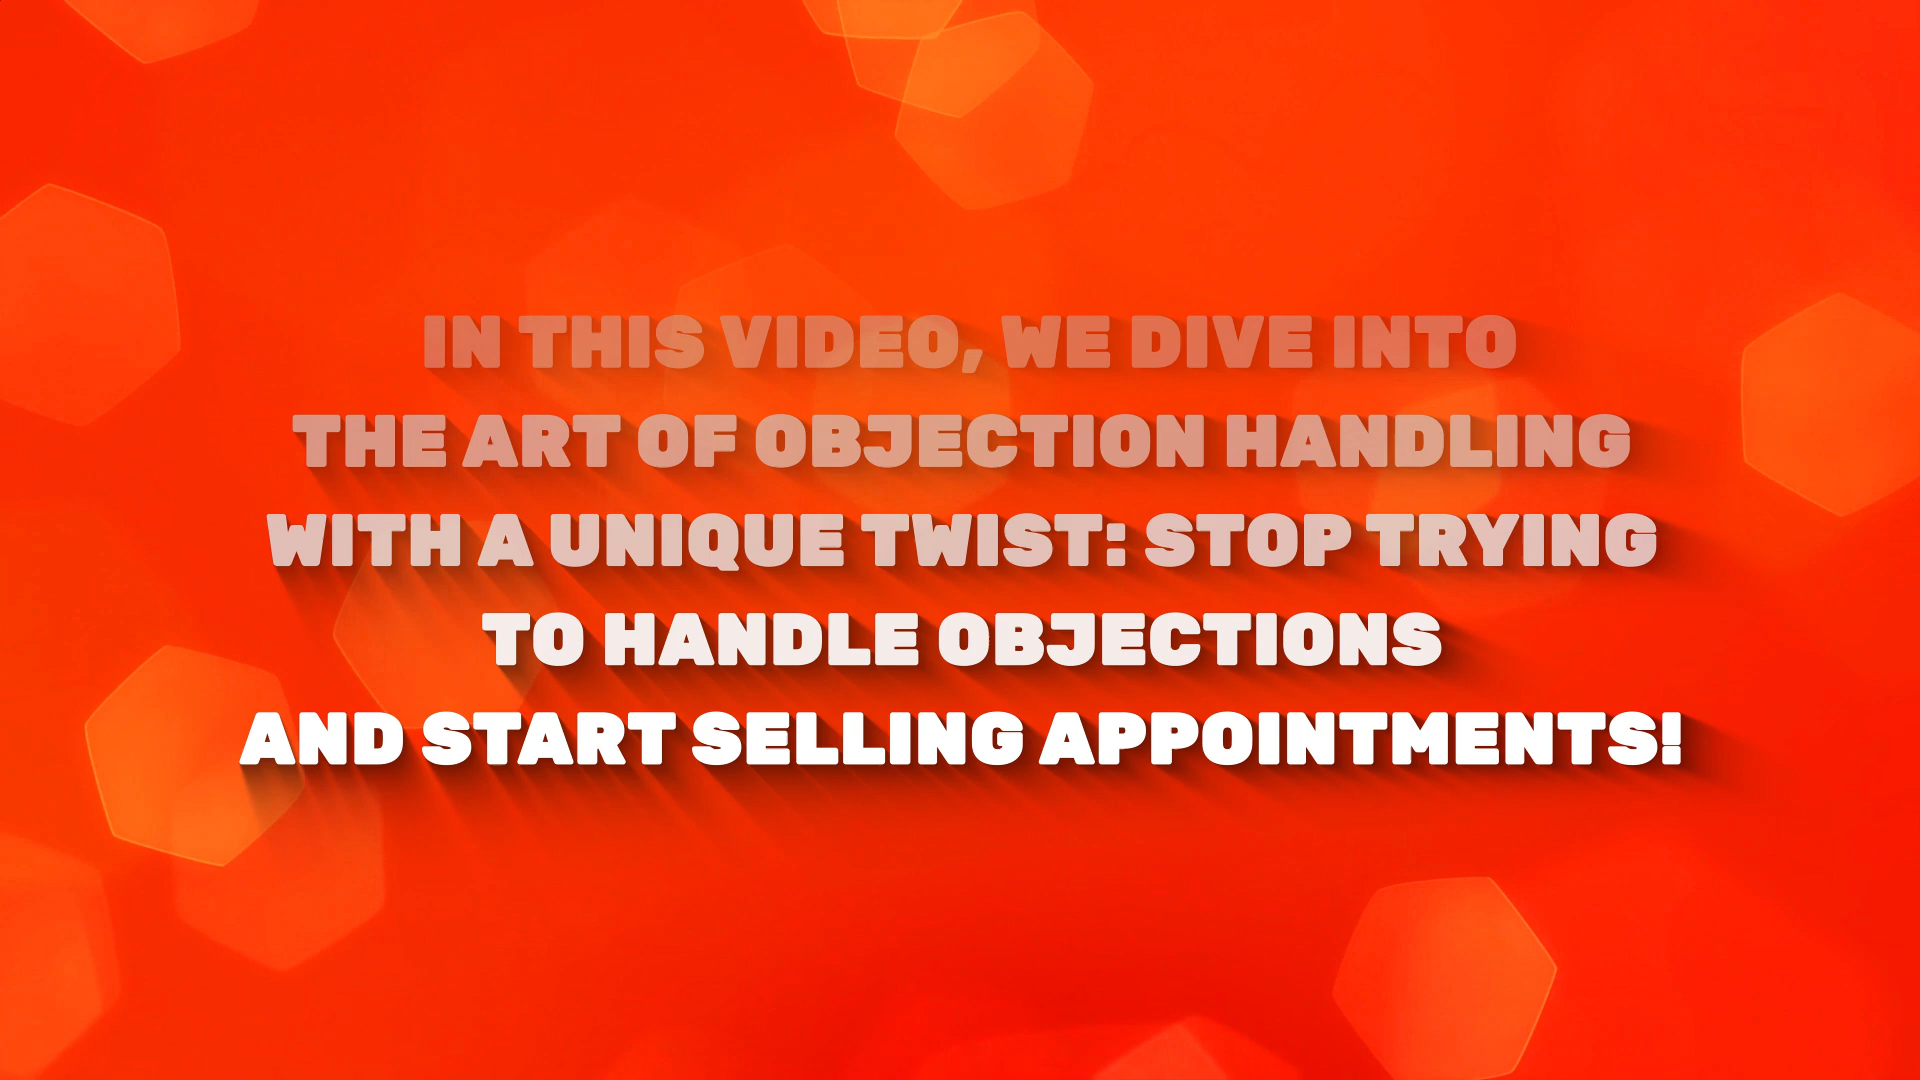 IN THIS VIDEO, WE DIVE INTO
THE ART OF OBJECTION HANDLING
WITH A UNIQUE TWIST: STOP TRYING
TO HANDLE OBJECTIONS
AND START SELLING APPOINTMENTS!